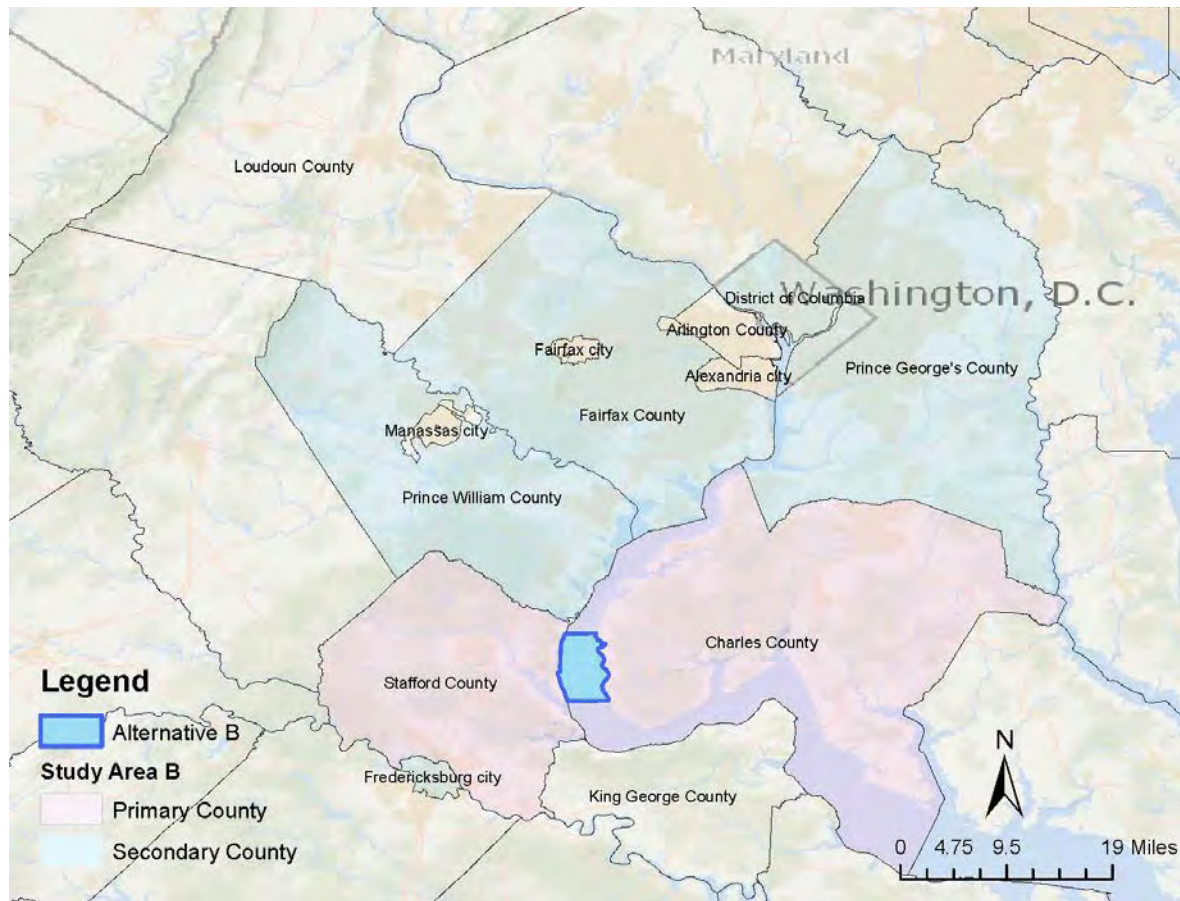 Maryland
Loudoun County
Washington, D.C.
District of Columbia
Arlington County
Fairfax city
Alexandria city
Prince George's County
Fairfax County
Manassas city
Prince William County
Charles County
Stafford County
Fredericksburg city
King George County
Legend
Alternative B
Study Area B
Primary County
Secondary County
N
0 4.75 9.5 19 Miles